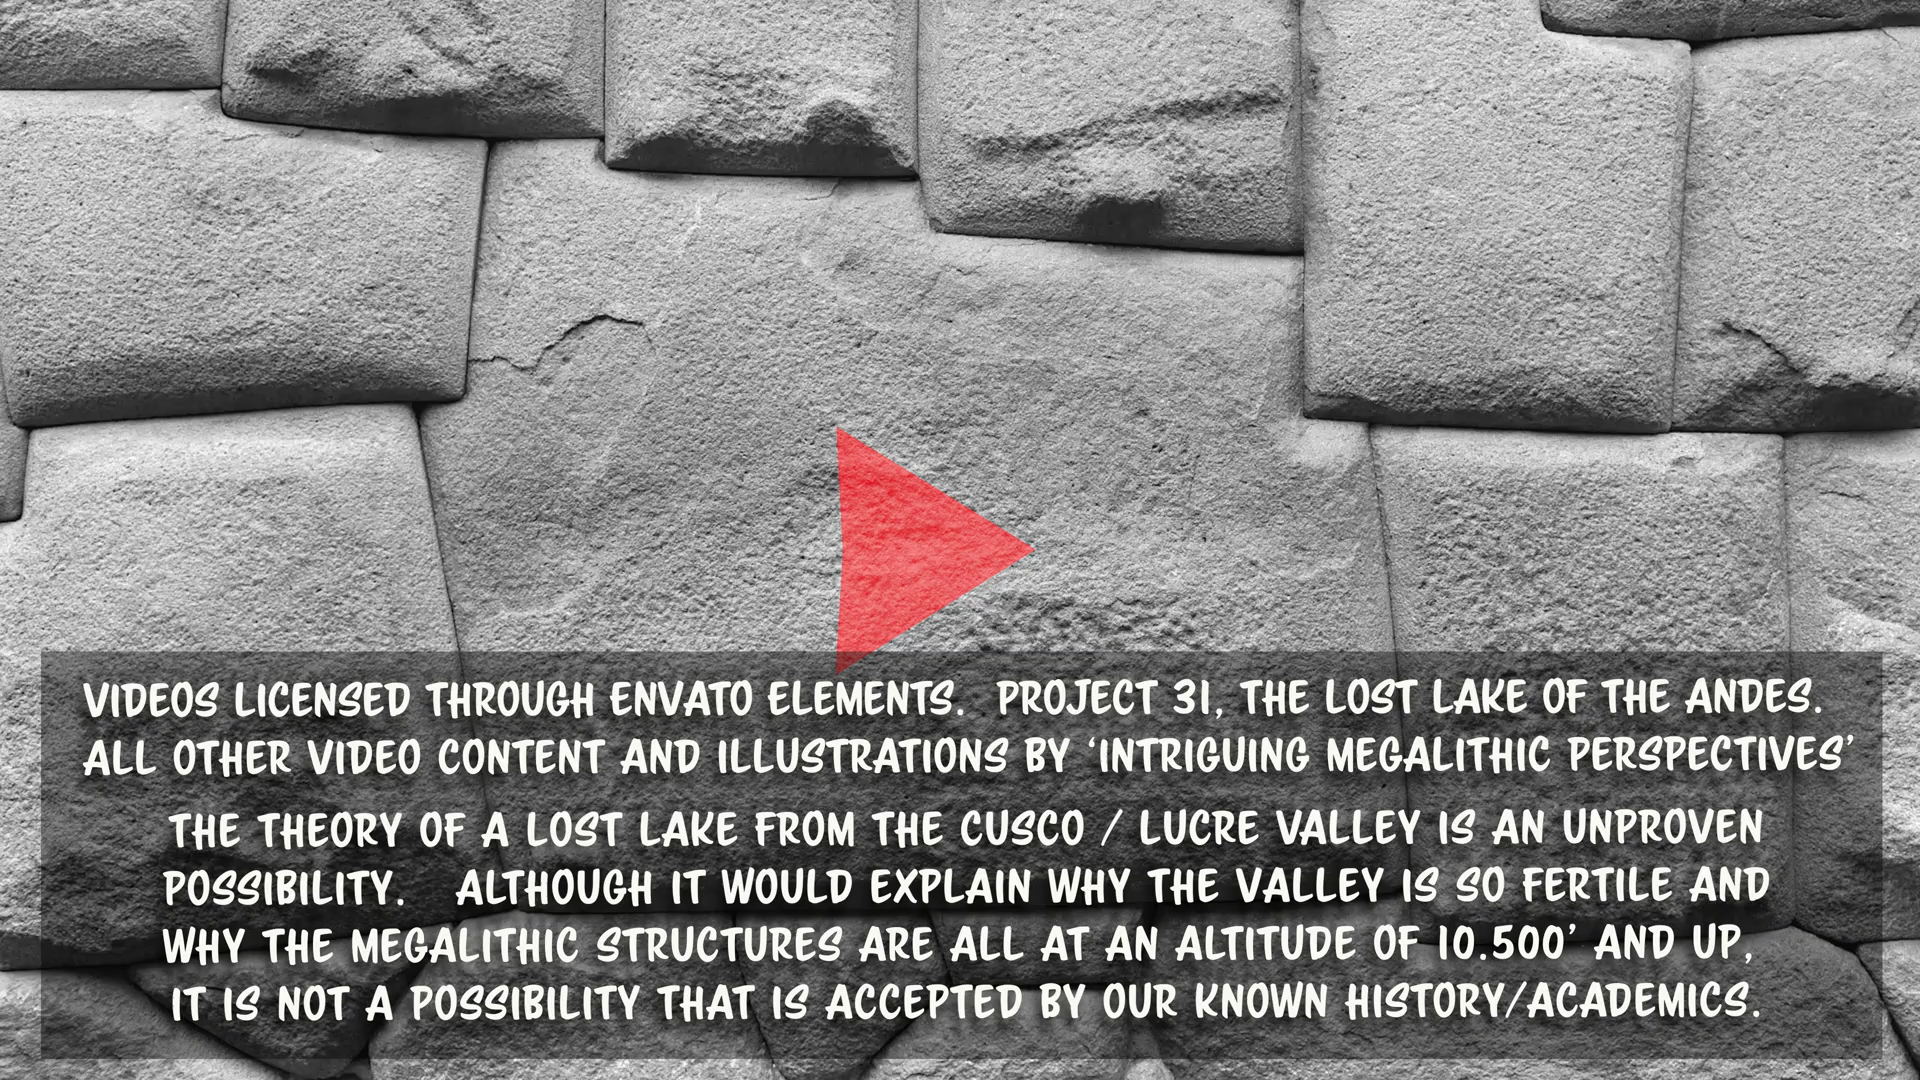 VIDEOS LICENSED THROUGH ENVATO ELEMENTS. PROJECT 31, THE LOST LAKE OF THE ANDES.
ALL OTHER VIDEO CONTENT AND ILLUSTRATIONS BY ‘INTRIGUING MEGALITHIC PERSPECTIVES’
THE THEORY OF A LOST LAKE FROM THE CUSCO / LUCRE VALLEY IS AN UNPROVEN
POSSIBILITY. ALTHOUGH IT WOULD EXPLAIN WHY THE VALLEY IS SO FERTILE AND
WHY THE MEGALITHIC STRUCTURES ARE ALL AT AN ALTITUDE OF 10.500’ AND UP,
IT IS NOT A POSSIBILITY THAT IS ACCEPTED BY OUR KNOWN HISTORY/ACADEMICS.